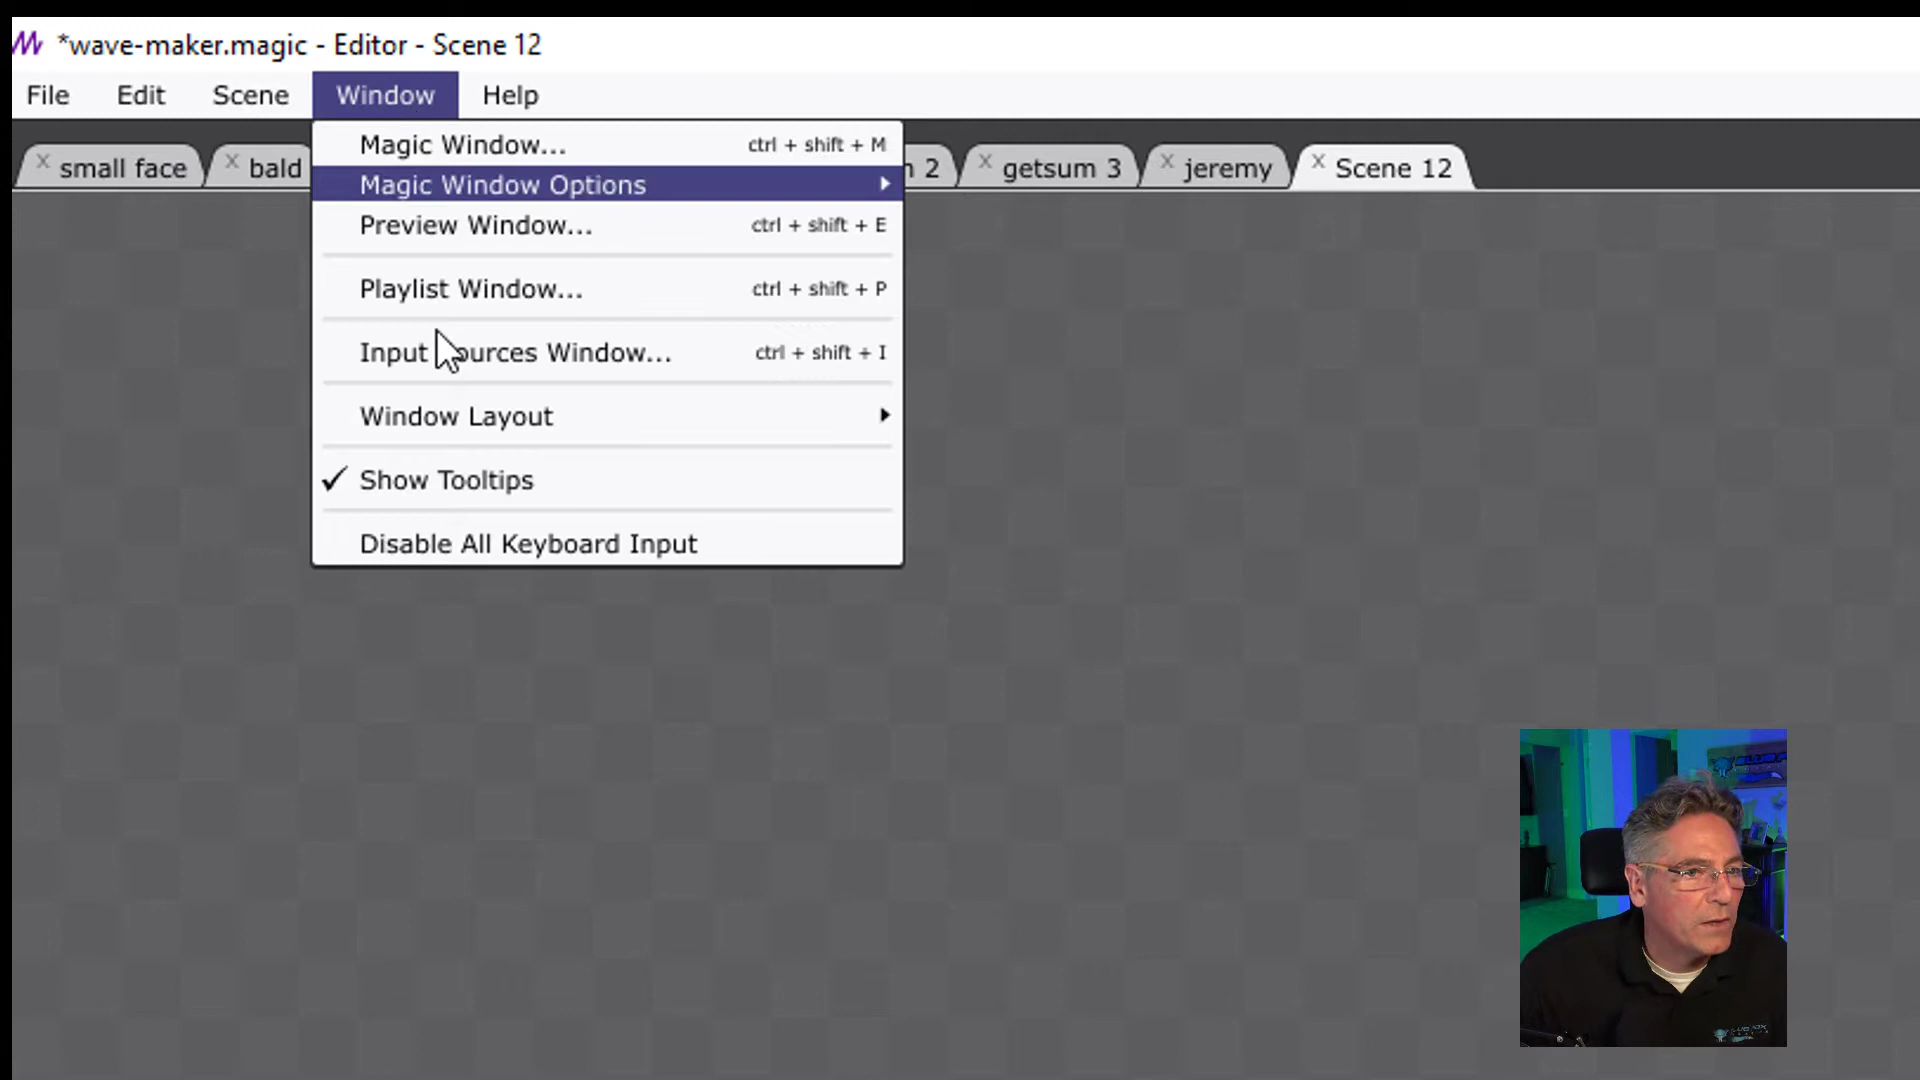 *wave-maker.magic - Editor - Scene 12
File Edit Scene Window Help
x small face x bald n 2 x getsum 3 x jeremy x Scene 12
Magic Window... ctrl + shift + M
Magic Window Options
Preview Window... ctrl + shift + E
Playlist Window... ctrl + shift + P
Input ources Window... ctrl + shift + I
Window Layout
Show Tooltips
Disable All Keyboard Input